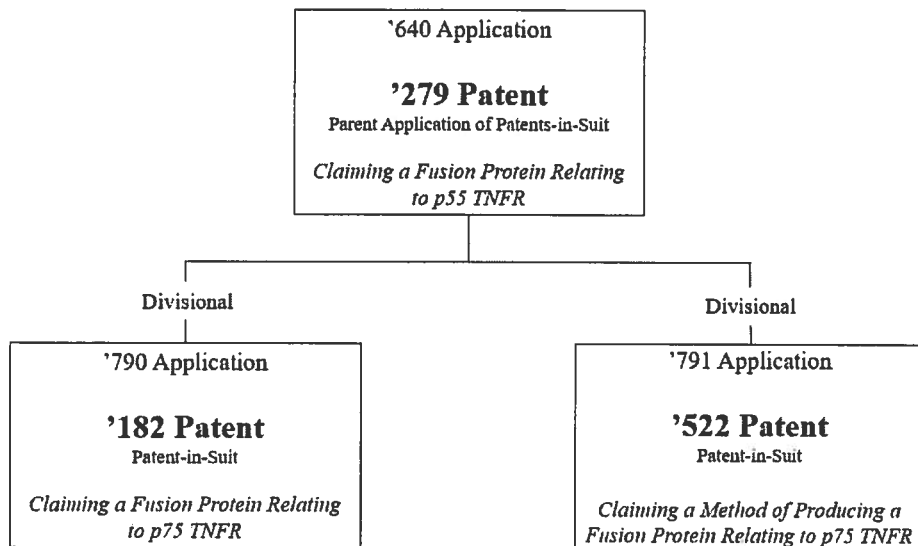 '640 Application
'279 Patent
Parent Application of Patents-in-Suit
Claiming a Fusion Protein Relating
to p55 TNFR
Divisional
Divisional
'790 Application
'182 Patent
Patent-in-Suit
Claiming a Fusion Protein Relating
to p75 TNFR
'791 Application
'522 Patent
Patent-in-Suit
Claiming a Method of Producing a
Fusion Protein Relating to p75 TNFR